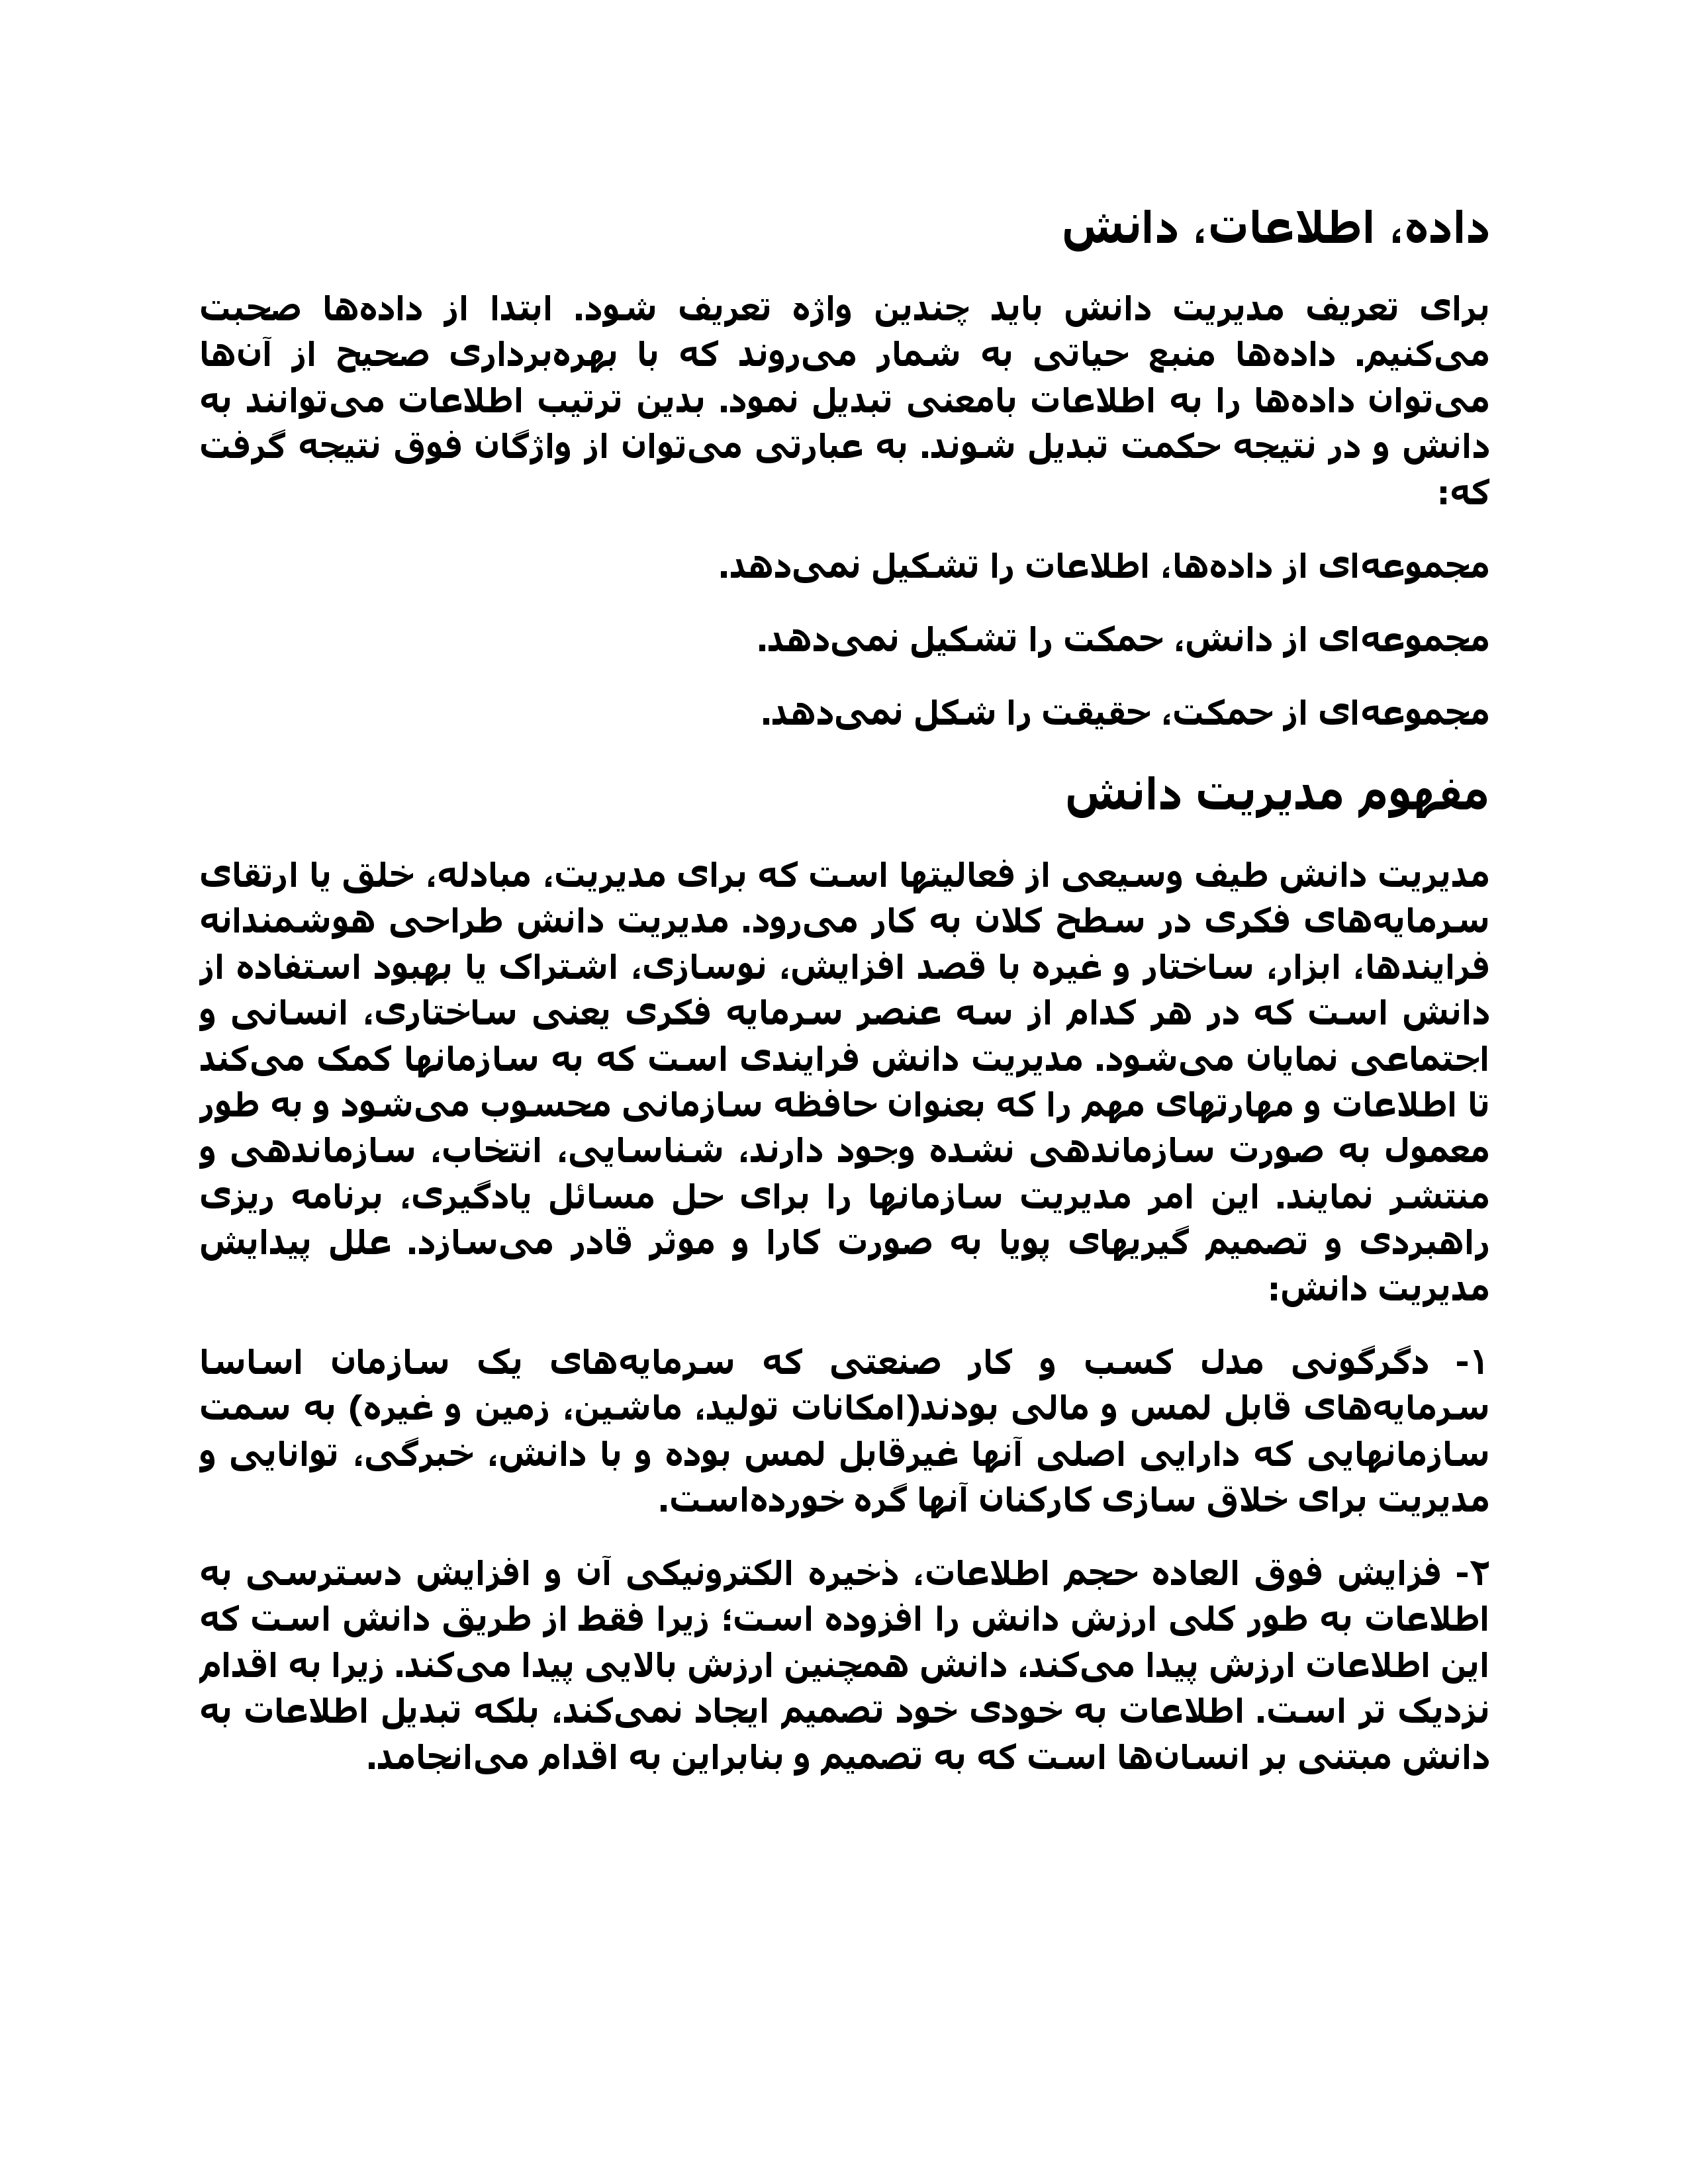 داده، اطلاعات، دانش
برای تعریف مدیریت دانش باید چندین واژه تعریف شود. ابتدا از داده‌ها صحبت
می‌کنیم. داده‌ها منبع حیاتی به شمار می‌روند که با بهره‌برداری صحیح از آن‌ها
می‌توان داده‌ها را به اطلاعات بامعنی تبدیل نمود. بدین ترتیب اطلاعات می‌توانند به
دانش و در نتیجه حکمت تبدیل شوند. به عبارتی می‌توان از واژگان فوق نتیجه گرفت
که:
مجموعه‌ای از داده‌ها، اطلاعات را تشکیل نمی‌دهد.
مجموعه‌ای از دانش، حمکت را تشکیل نمی‌دهد.
مجموعه‌ای از حمکت، حقیقت را شکل نمی‌دهد.
مفهوم مدیریت دانش
مدیریت دانش طیف وسیعی از فعالیتها است که برای مدیریت، مبادله، خلق یا ارتقای
سرمایه‌های فکری در سطح کلان به کار می‌رود. مدیریت دانش طراحی هوشمندانه
فرایندها، ابزار، ساختار و غیره با قصد افزایش، نوسازی، اشتراک یا بهبود استفاده از
دانش است که در هر کدام از سه عنصر سرمایه فکری یعنی ساختاری، انسانی و
اجتماعی نمایان می‌شود. مدیریت دانش فرایندی است که به سازمانها کمک می‌کند
تا اطلاعات و مهارتهای مهم را که بعنوان حافظه سازمانی محسوب می‌شود و به طور
معمول به صورت سازماندهی نشده وجود دارند، شناسایی، انتخاب، سازماندهی و
منتشر نمایند. این امر مدیریت سازمانها را برای حل مسائل یادگیری، برنامه ریزی
راهبردی و تصمیم گیریهای پویا به صورت کارا و موثر قادر می‌سازد. علل پیدایش
مدیریت دانش:
۱- دگرگونی مدل کسب و کار صنعتی که سرمایه‌های یک سازمان اساسا
سرمایه‌های قابل لمس و مالی بودند(امکانات تولید، ماشین، زمین و غیره) به سمت
سازمانهایی که دارایی اصلی آنها غیرقابل لمس بوده و با دانش، خبرگی، توانایی و
مدیریت برای خلاق سازی کارکنان آنها گره خورده‌است.
۲- فزایش فوق العاده حجم اطلاعات، ذخیره الکترونیکی آن و افزایش دسترسی به
اطلاعات به طور کلی ارزش دانش را افزوده است؛ زیرا فقط از طریق دانش است که
این اطلاعات ارزش پیدا می‌کند، دانش همچنین ارزش بالایی پیدا می‌کند. زیرا به اقدام
نزدیک تر است. اطلاعات به خودی خود تصمیم ایجاد نمی‌کند، بلکه تبدیل اطلاعات به
دانش مبتنی بر انسان‌ها است که به تصمیم و بنابراین به اقدام می‌انجامد.